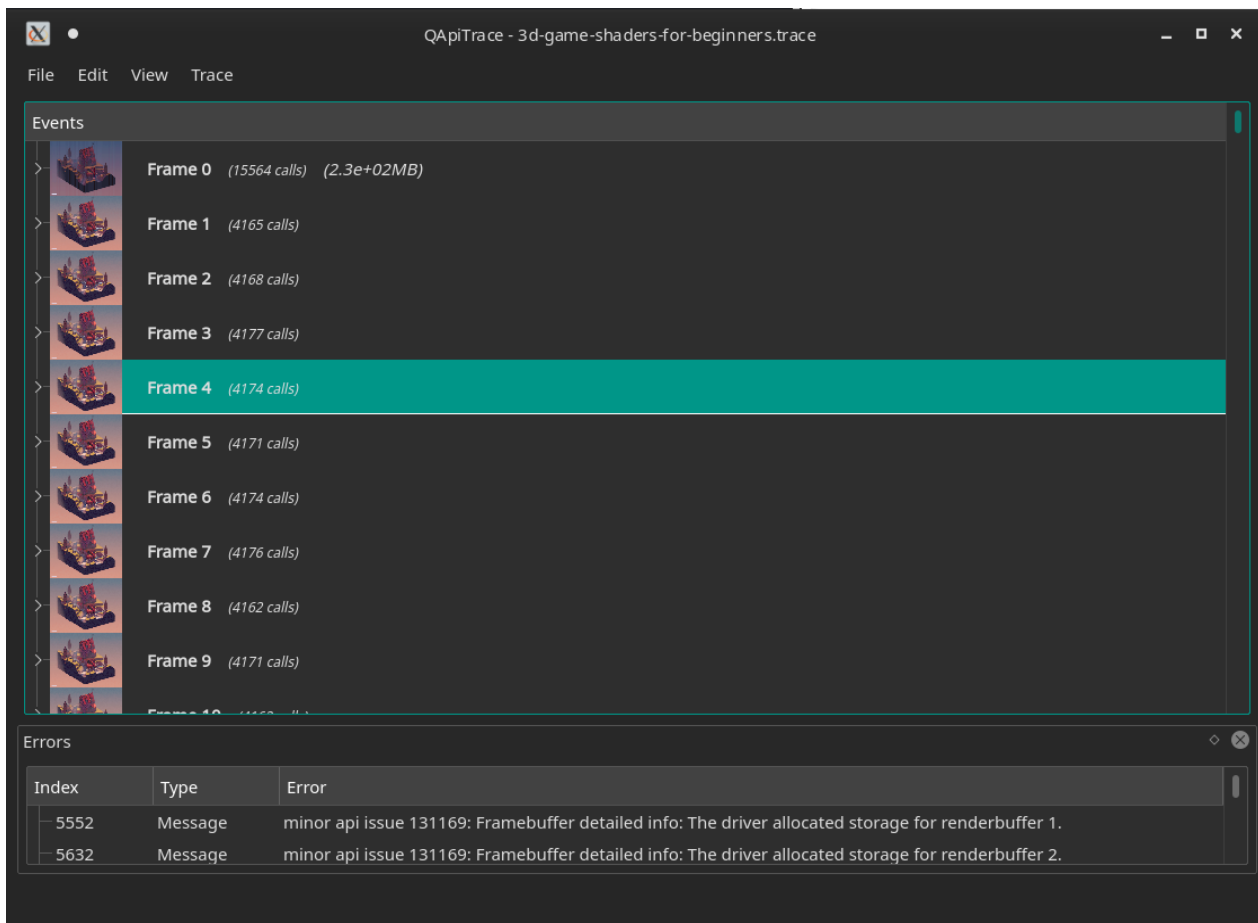 QApiTrace - 3d-game-shaders-for-beginners.trace
File Edit View Trace
Events
Frame 0 (15564 calls) (2.3e+02MB)
Frame 1 (4165 calls)
Frame 2 (4168 calls)
Frame 3 (4177 calls)
Frame 4 (4174 calls)
Frame 5 (4171 calls)
Frame 6 (4174 calls)
Frame 7 (4176 calls)
Frame 8 (4162 calls)
Frame 9 (4171 calls)
Frame 10
Errors
Index Type Error
5552 Message minor api issue 131169: Framebuffer detailed info: The driver allocated storage for renderbuffer 1.
5632 Message minor api issue 131169: Framebuffer detailed info: The driver allocated storage for renderbuffer 2.